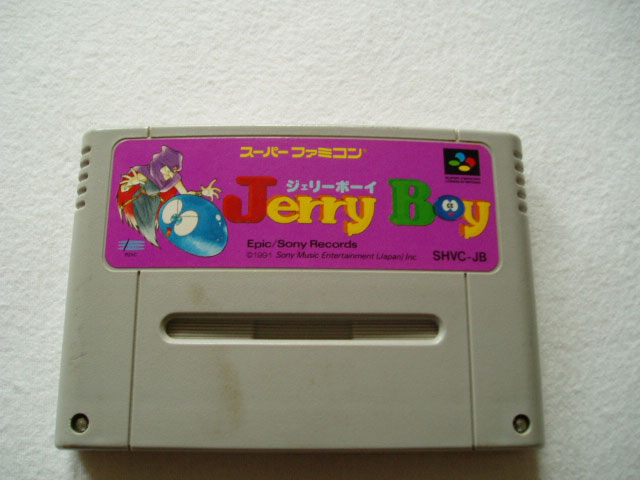 スーパーファミコン
ジェリーボーイ
Jerry Boy
Epic/Sony Records
©1991 Sony Music Entertainment (Japan) Inc.
SHVC-JB